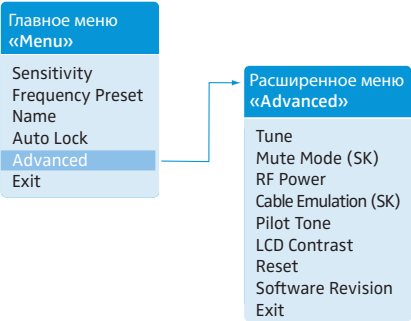 Главное меню
«Menu»
Sensitivity
Frequency Preset
Name
Auto Lock
Advanced
Exit
Расширенное меню
«Advanced»
Tune
Mute Mode (SK)
RF Power
Cable Emulation (SK)
Pilot Tone
LCD Contrast
Reset
Software Revision
Exit